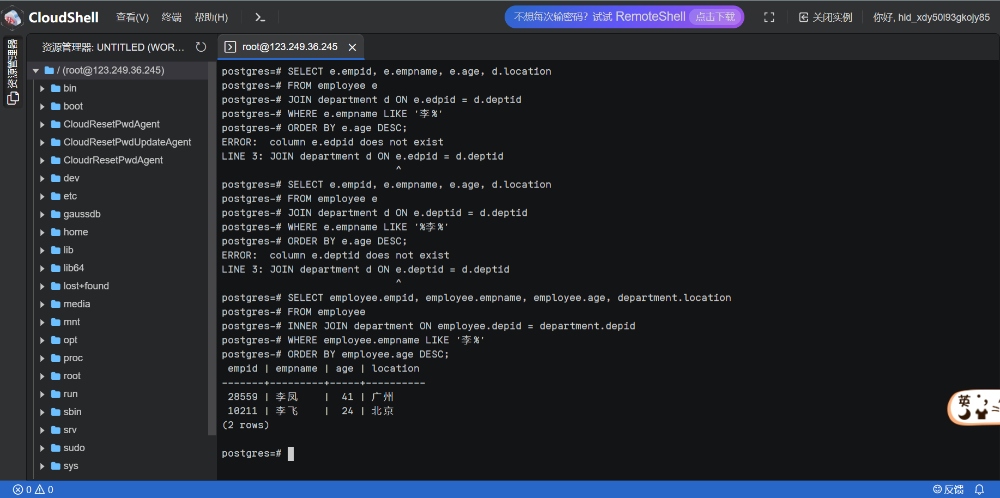 CloudShell 查看(V) 终端 帮助(H) 不想每次输密码？试试 RemoteShell 点击下载 关闭实例 你好, hid_xdy50l93gkojy85
资源管理器
资源管理器: UNTITLED (WOR...
/ (root@123.249.36.245)
bin
boot
CloudResetPwdAgent
CloudResetPwdUpdateAgent
CloudrResetPwdAgent
dev
etc
gaussdb
home
lib
lib64
lost+found
media
mnt
opt
proc
root
run
sbin
srv
sudo
sys
root@123.249.36.245
postgres=# SELECT e.empid, e.empname, e.age, d.location
postgres-# FROM employee e
postgres-# JOIN department d ON e.edpid = d.deptid
postgres-# WHERE e.empname LIKE '李%'
postgres-# ORDER BY e.age DESC;
ERROR:  column e.edpid does not exist
LINE 3: JOIN department d ON e.edpid = d.deptid
^
postgres=# SELECT e.empid, e.empname, e.age, d.location
postgres-# FROM employee e
postgres-# JOIN department d ON e.deptid = d.deptid
postgres-# WHERE e.empname LIKE '%李%'
postgres-# ORDER BY e.age DESC;
ERROR:  column e.deptid does not exist
LINE 3: JOIN department d ON e.deptid = d.deptid
^
postgres=# SELECT employee.empid, employee.empname, employee.age, department.location
postgres-# FROM employee
postgres-# INNER JOIN department ON employee.depid = department.depid
postgres-# WHERE employee.empname LIKE '李%'
postgres-# ORDER BY employee.age DESC;
empid | empname | age | location
-------+---------+-----+----------
28559 | 李凤 | 41 | 广州
10211 | 李飞 | 24 | 北京
(2 rows)
postgres=#
英
0 0 反馈